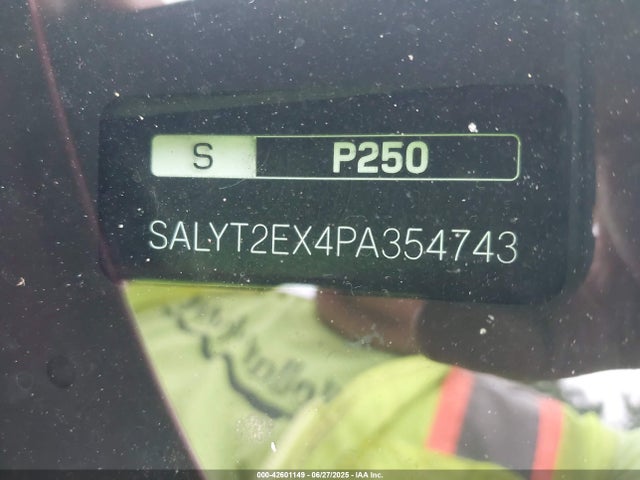 S P250
SALYT2EX4PA354743
000-42601149 - 06/27/2025 - © IAA Inc.